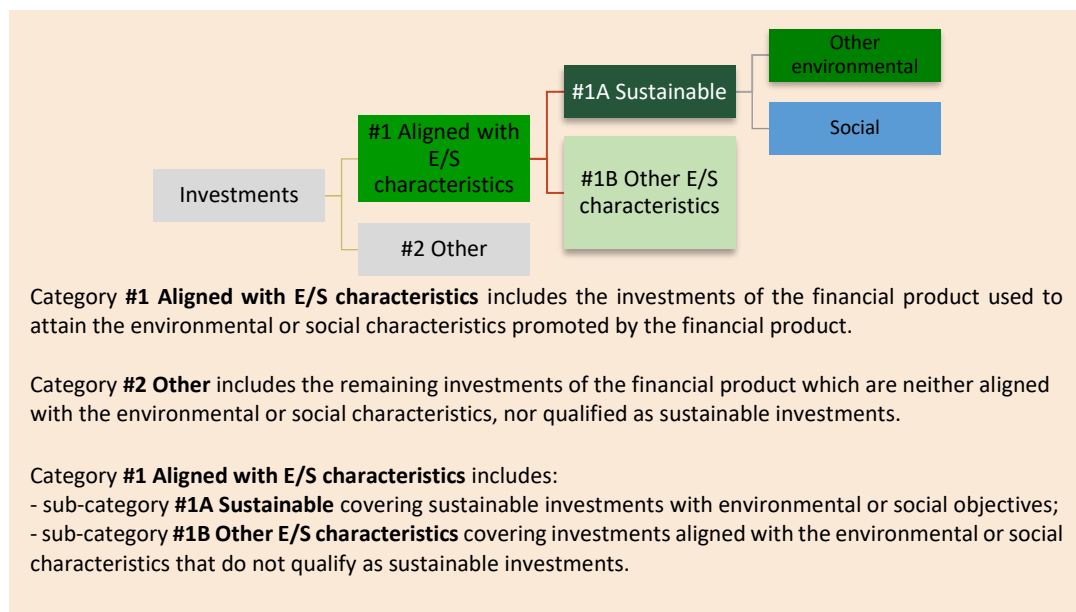 Other
environmental
#1A Sustainable
Social
#1 Aligned with
E/S
characteristics
#1B Other E/S
characteristics
Investments
#2 Other
Category #1 Aligned with E/S characteristics includes the investments of the financial product used to
attain the environmental or social characteristics promoted by the financial product.
Category #2 Other includes the remaining investments of the financial product which are neither aligned
with the environmental or social characteristics, nor qualified as sustainable investments.
Category #1 Aligned with E/S characteristics includes:
- sub-category #1A Sustainable covering sustainable investments with environmental or social objectives;
- sub-category #1B Other E/S characteristics covering investments aligned with the environmental or social
characteristics that do not qualify as sustainable investments.